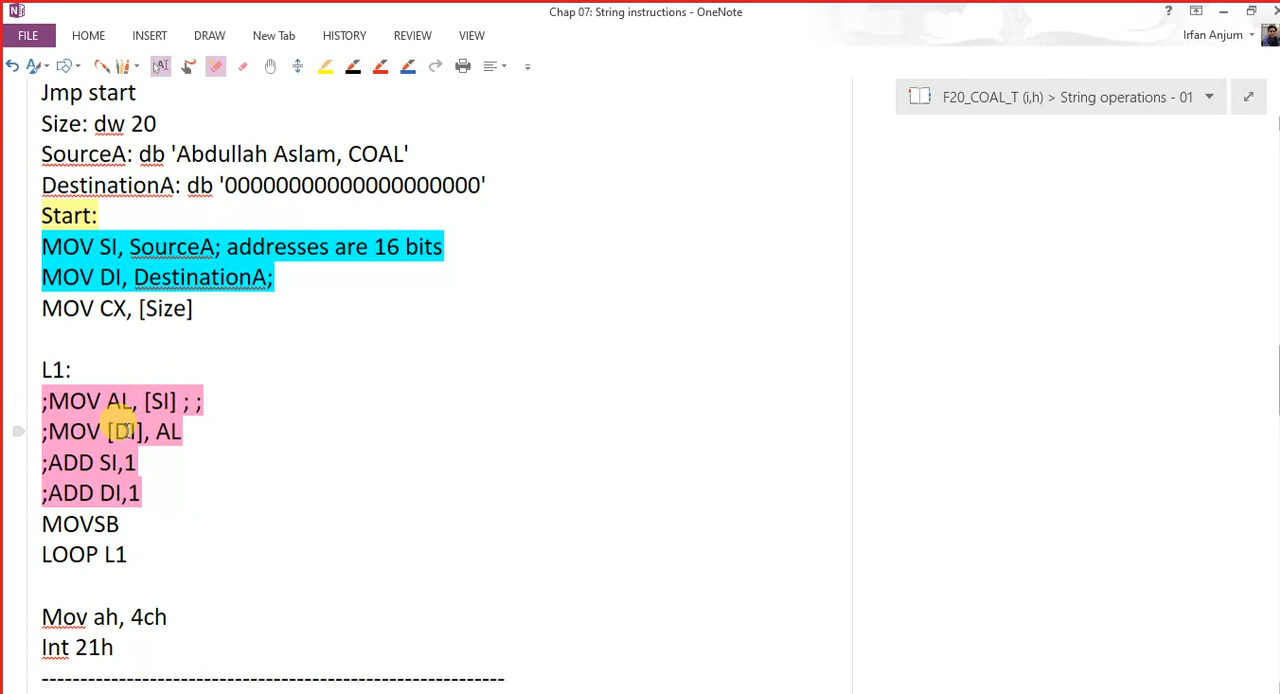 Chap 07: String instructions - OneNote
?
FILE HOME INSERT DRAW New Tab HISTORY REVIEW VIEW
Irfan Anjum
F20_COAL_T (i,h) > String operations - 01
Jmp start
Size: dw 20
SourceA: db 'Abdullah Aslam, COAL'
DestinationA: db '00000000000000000000'
Start:
MOV SI, SourceA; addresses are 16 bits
MOV DI, DestinationA;
MOV CX, [Size]
L1:
;MOV AL, [SI] ; ;
;MOV [DI], AL
;ADD SI,1
;ADD DI,1
MOVSB
LOOP L1
Mov ah, 4ch
Int 21h
------------------------------------------------------------